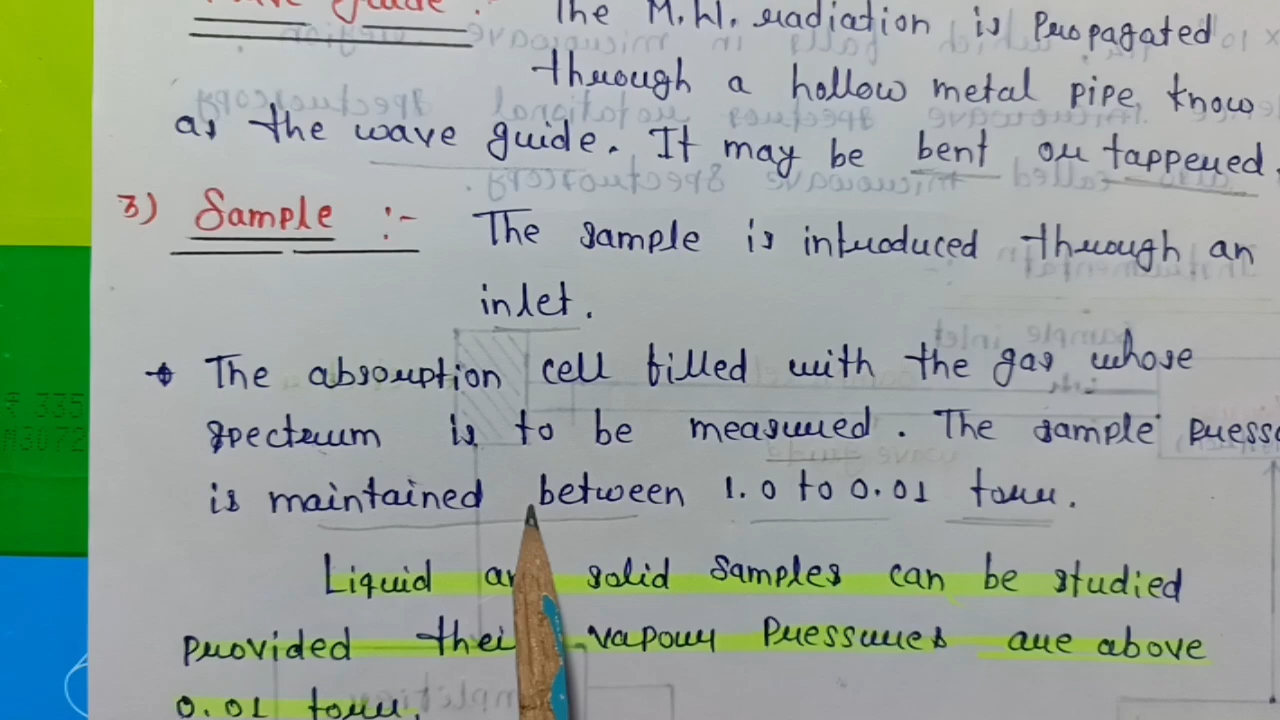 guide :-
The M.W. radiation is Propagated
through a hollow metal pipe know
as the wave guide. It may be bent or tappered.
3) Sample :- The sample is introduced through an
inlet.
The absorption cell filled with the gas whose
spectrum is to be measured. The sample
is maintained between 1.0 to 0.01 torr.
Liquid solid samples can be studied
provided vapour Pressures are above
0.01 torr.